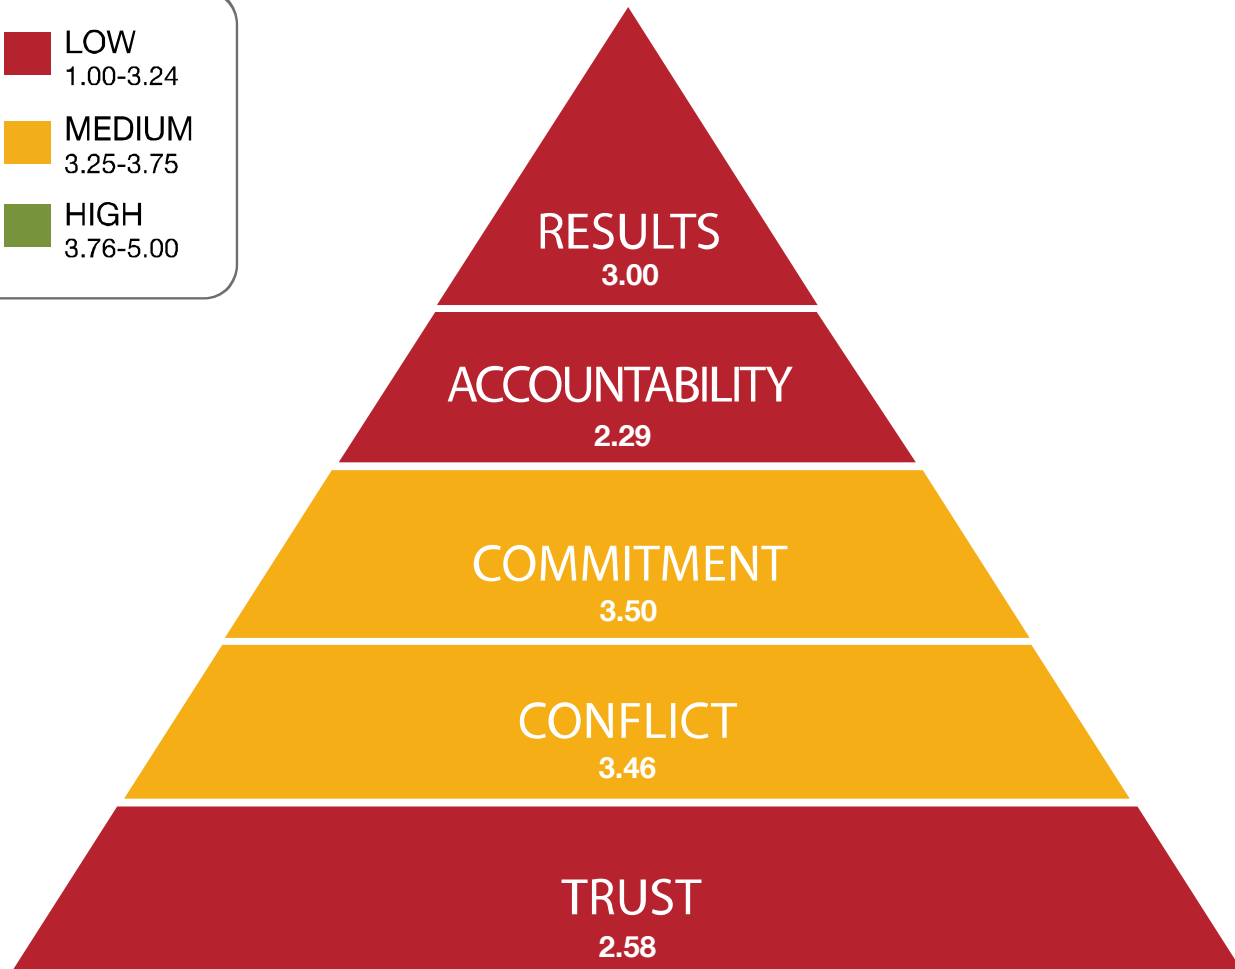 LOW
1.00-3.24
MEDIUM
3.25-3.75
HIGH
3.76-5.00
RESULTS
3.00
ACCOUNTABILITY
2.29
COMMITMENT
3.50
CONFLICT
3.46
TRUST
2.58